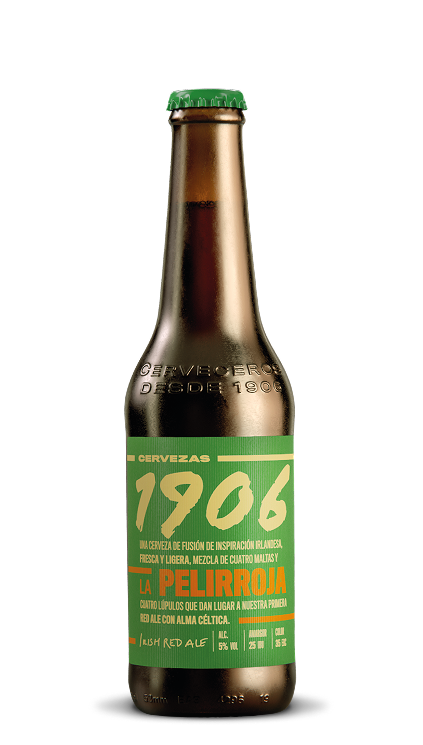 CERVECEROS
DESDE 1906
CERVEZAS
1906
UNA CERVEZA DE FUSIÓN DE INSPIRACIÓN IRLANDESA,
FRESCA Y LIGERA, MEZCLA DE CUATRO MALTAS Y
LA PELIRROJA
CUATRO LÚPULOS QUE DAN LUGAR A NUESTRA PRIMERA
RED ALE CON ALMA CÉLTICA.
IRISH RED ALE
ALC.
5% VOL
AMARGOR
25 IBU
COLOR
35 EBC